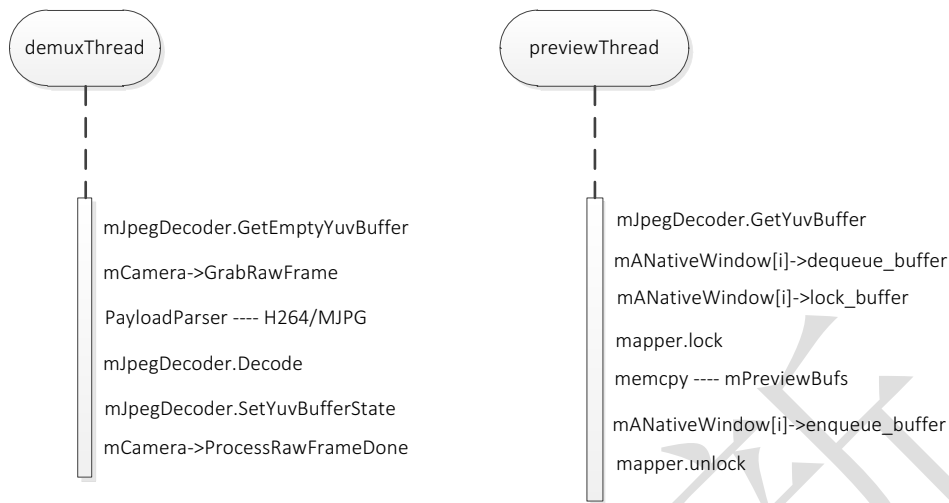 demuxThread
mJpegDecoder.GetEmptyYuvBuffer
mCamera->GrabRawFrame
PayloadParser ---- H264/MJPG
mJpegDecoder.Decode
mJpegDecoder.SetYuvBufferState
mCamera->ProcessRawFrameDone
previewThread
mJpegDecoder.GetYuvBuffer
mANativeWindow[i]->dequeue_buffer
mANativeWindow[i]->lock_buffer
mapper.lock
memcpy ---- mPreviewBufs
mANativeWindow[i]->enqueue_buffer
mapper.unlock